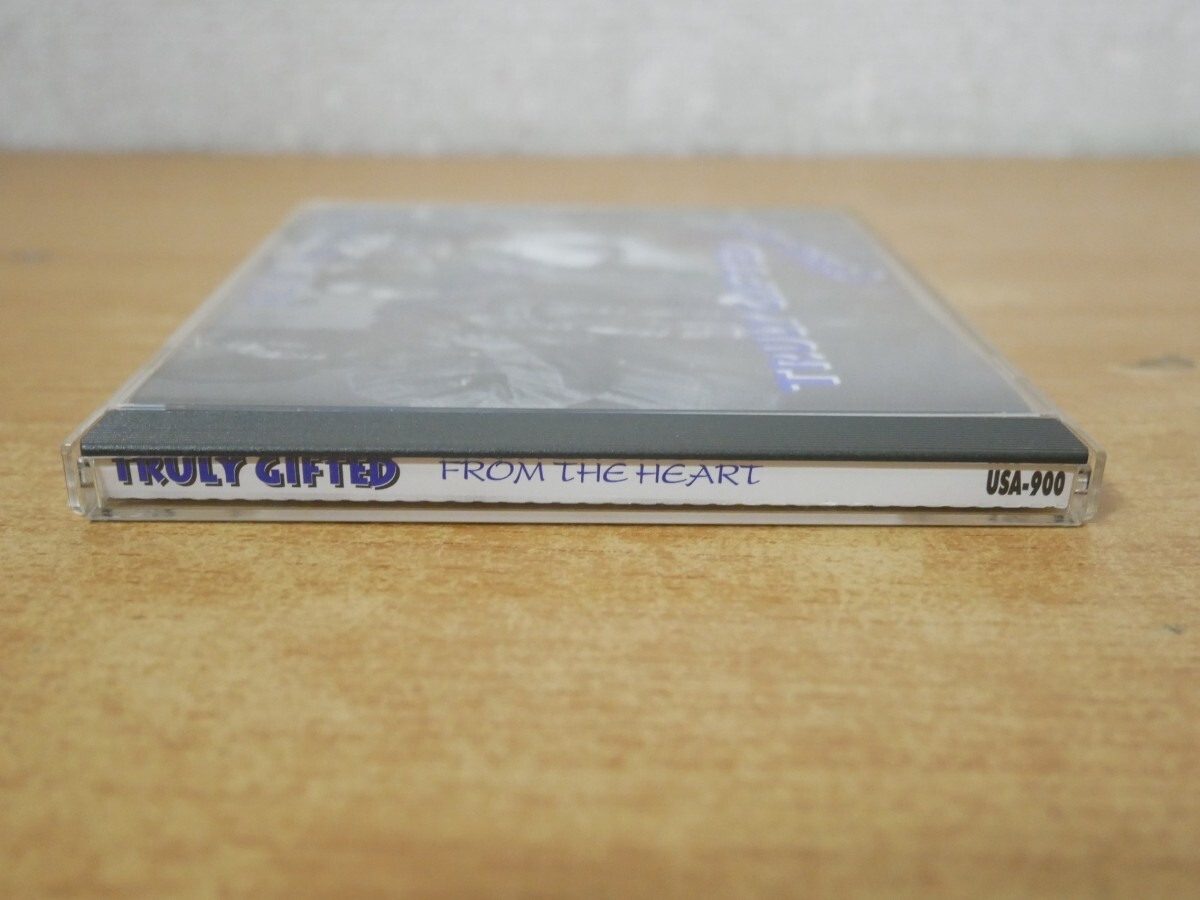 TRULY GIFTED FROM THE HEART USA-900